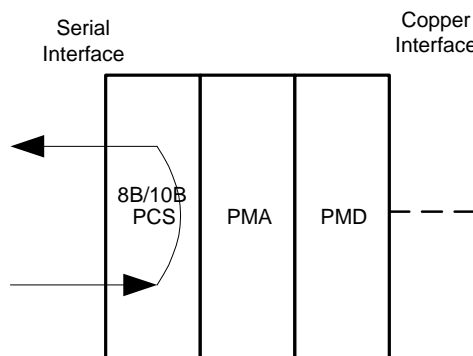 Serial
Interface
Copper
Interface
8B/10B
PCS
PMA
PMD